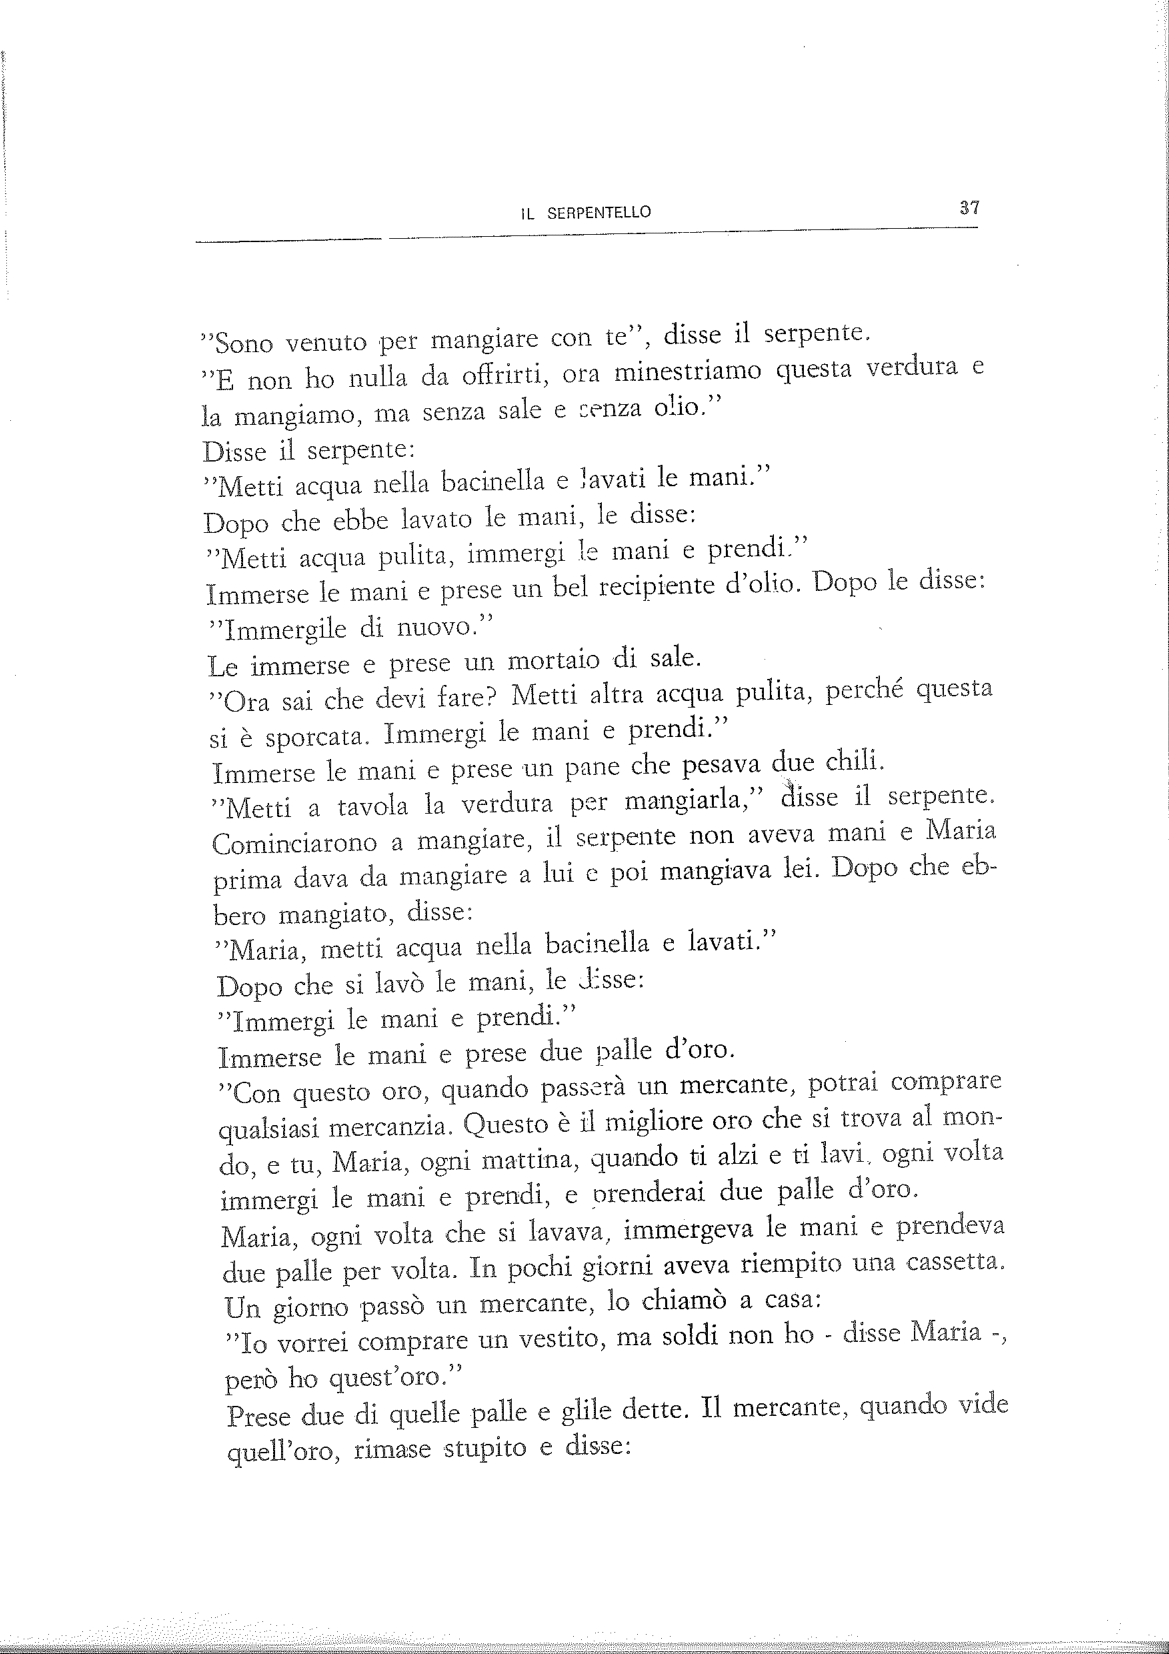 IL SERPENTELLO 37
”Sono venuto per mangiare con te”, disse il serpente.
”E non ho nulla da offrirti, ora minestriamo questa verdura e
la mangiamo, ma senza sale e senza olio.”
Disse il serpente:
”Metti acqua nella bacinella e lavati le mani.”
Dopo che ebbe lavato le mani, le disse:
”Metti acqua pulita, immergi le mani e prendi.”
Immerse le mani e prese un bel recipiente d’olio. Dopo le disse:
”Immergile di nuovo.”
Le immerse e prese un mortaio di sale.
”Ora sai che devi fare? Metti altra acqua pulita, perché questa
si è sporcata. Immergi le mani e prendi.”
Immerse le mani e prese un pane che pesava due chili.
”Metti a tavola la verdura per mangiarla,” disse il serpente.
Cominciarono a mangiare, il serpente non aveva mani e Maria
prima dava da mangiare a lui e poi mangiava lei. Dopo che eb-
bero mangiato, disse:
”Maria, metti acqua nella bacinella e lavati.”
Dopo che si lavò le mani, le disse:
”Immergi le mani e prendi.”
Immerse le mani e prese due palle d’oro.
”Con questo oro, quando passerà un mercante, potrai comprare
qualsiasi mercanzia. Questo è il migliore oro che si trova al mon-
do, e tu, Maria, ogni mattina, quando ti alzi e ti lavi, ogni volta
immergi le mani e prendi, e prenderai due palle d’oro.
Maria, ogni volta che si lavava, immergeva le mani e prendeva
due palle per volta. In pochi giorni aveva riempito una cassetta.
Un giorno passò un mercante, lo chiamò a casa:
”Io vorrei comprare un vestito, ma soldi non ho - disse Maria -,
però ho quest’oro.”
Prese due di quelle palle e glile dette. Il mercante, quando vide
quell’oro, rimase stupito e disse: